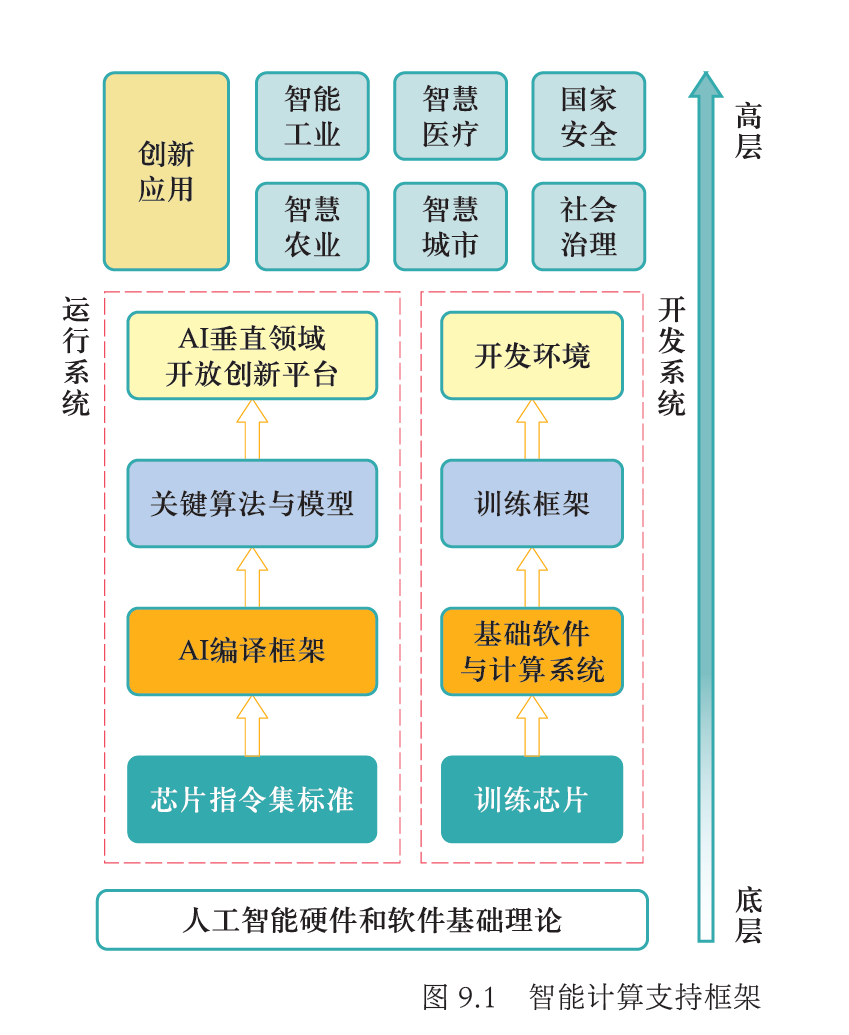 创新
应用
智能
工业
智慧
医疗
国家
安全
智慧
农业
智慧
城市
社会
治理
高层
运行系统
AI垂直领域
开放创新平台
关键算法与模型
AI编译框架
芯片指令集标准
开发环境
训练框架
基础软件
与计算系统
训练芯片
开发系统
人工智能硬件和软件基础理论
底层
图 9.1 智能计算支持框架